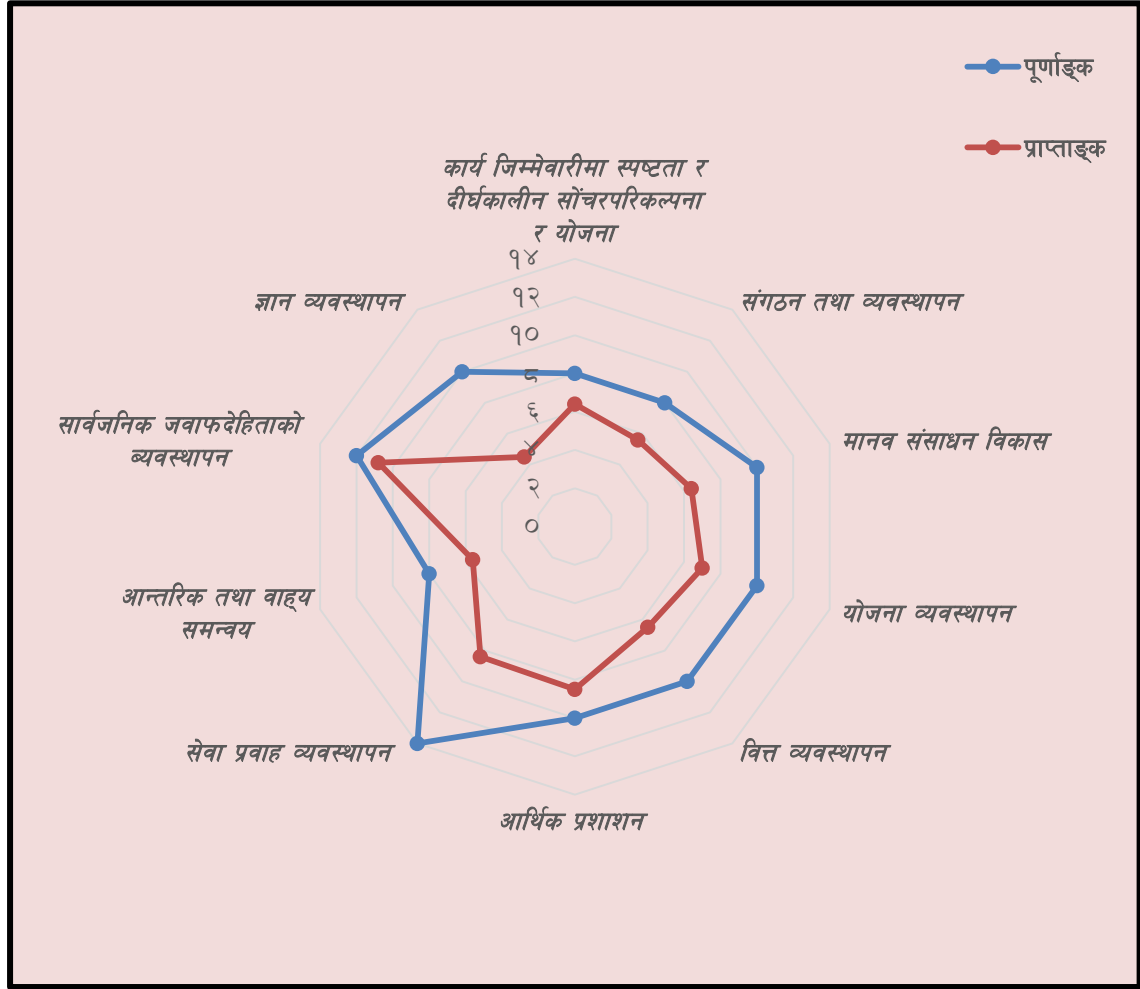 पूर्णाङ्क
प्राप्ताङ्क
कार्य जिम्मेवारीमा स्पष्टता र
दीर्घकालीन सोंचरपरिकल्पना
र योजना
१४
१२
१०
८
६
४
२
०
ज्ञान व्यवस्थापन
संगठन तथा व्यवस्थापन
सार्वजनिक जवाफदेहिताको
ब्यवस्थापन
मानव संसाधन विकास
आन्तरिक तथा वाह्य
समन्वय
योजना व्यवस्थापन
सेवा प्रवाह व्यवस्थापन
वित्त व्यवस्थापन
आर्थिक प्रशाशन